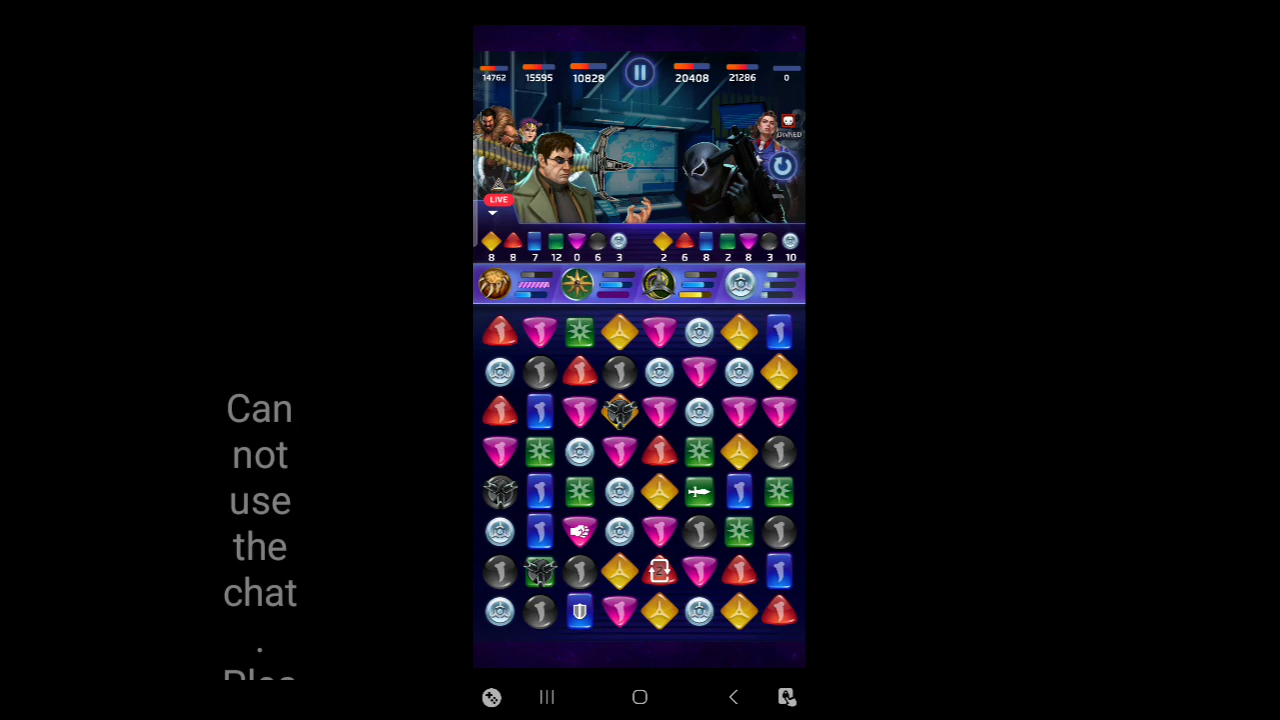 14762 15595 10828 20408 21286 0
DOWNED
LIVE
8 8 7 12 0 6 3 2 6 8 2 8 3 10
Can
not
use
the
chat
.